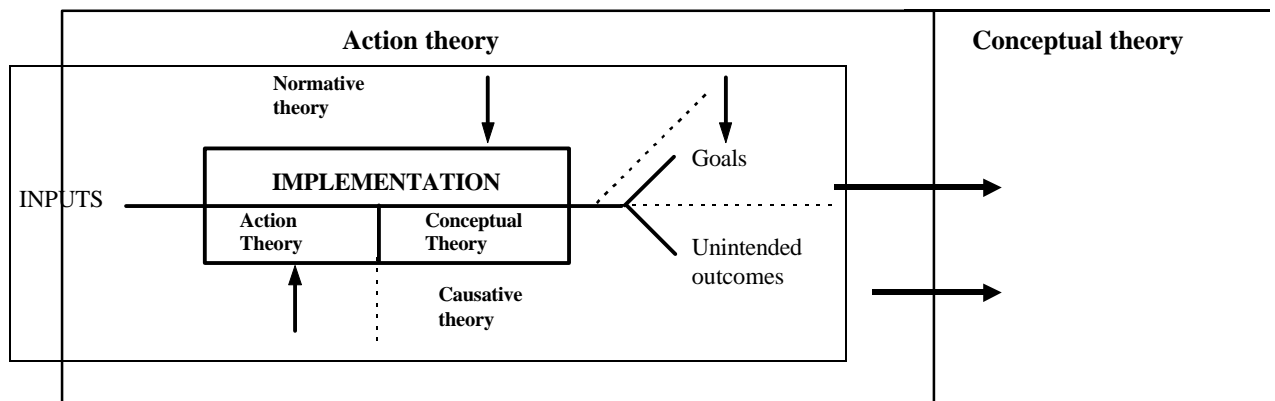 Action theory
Conceptual theory
Normative
theory
Goals
IMPLEMENTATION
INPUTS
Action
Theory
Conceptual
Theory
Unintended
outcomes
Causative
theory